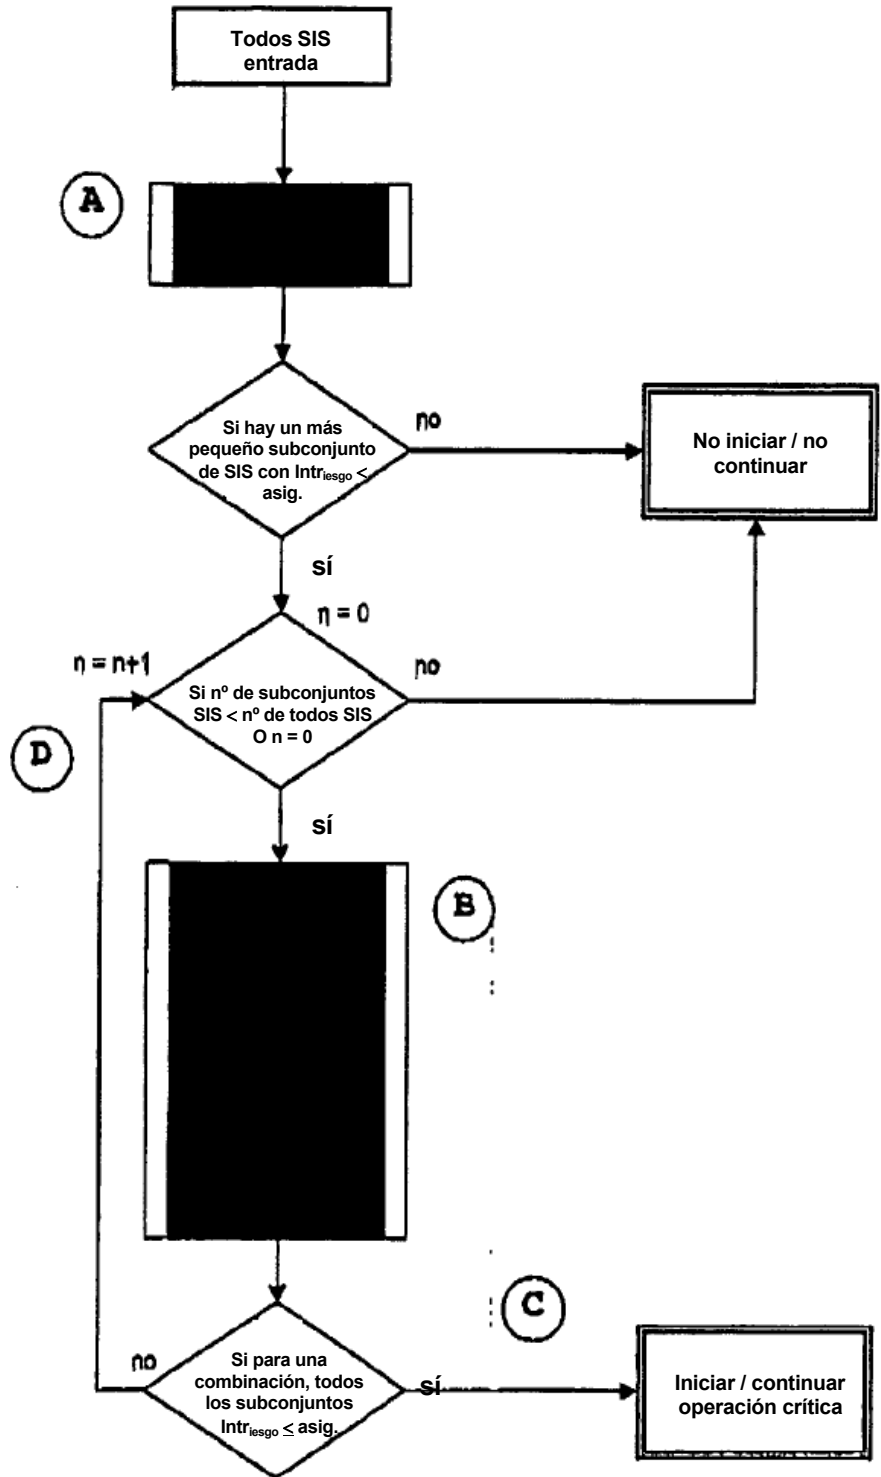 Todos SIS
entrada
A
Si hay un más
pequeño subconjunto
de SIS con Intriesgo <
asig.
no
No iniciar / no
continuar
sí
n = 0
n = n+1
no
Si nº de subconjuntos
SIS < nº de todos SIS
O n = 0
D
sí
B
C
no
Si para una
combinación, todos
los subconjuntos
Intriesgo ≤ asig.
sí
Iniciar / continuar
operación crítica